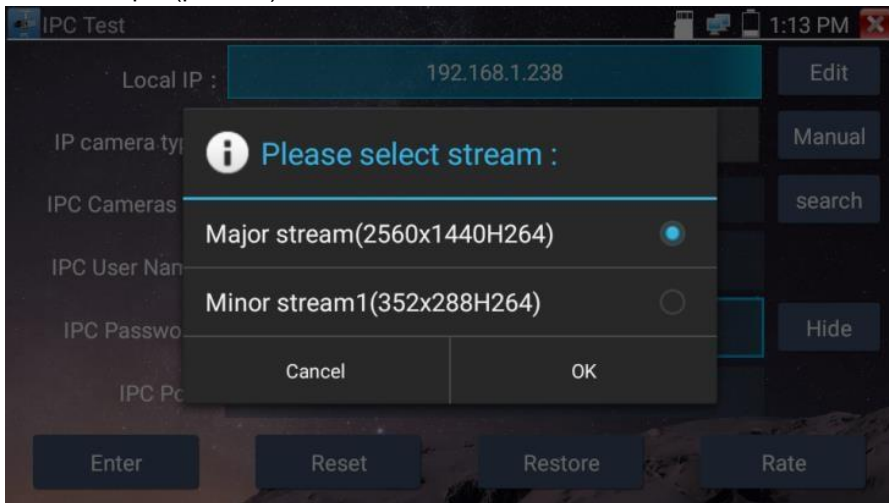 IPC Test 1:13 PM
Local IP : 192.168.1.238 Edit
IP camera typ Manual
Please select stream :
IPC Cameras search
Major stream(2560x1440H264)
IPC User Nan
Minor stream1(352x288H264)
IPC Passwo Hide
Cancel OK
IPC Po
Enter Reset Restore Rate